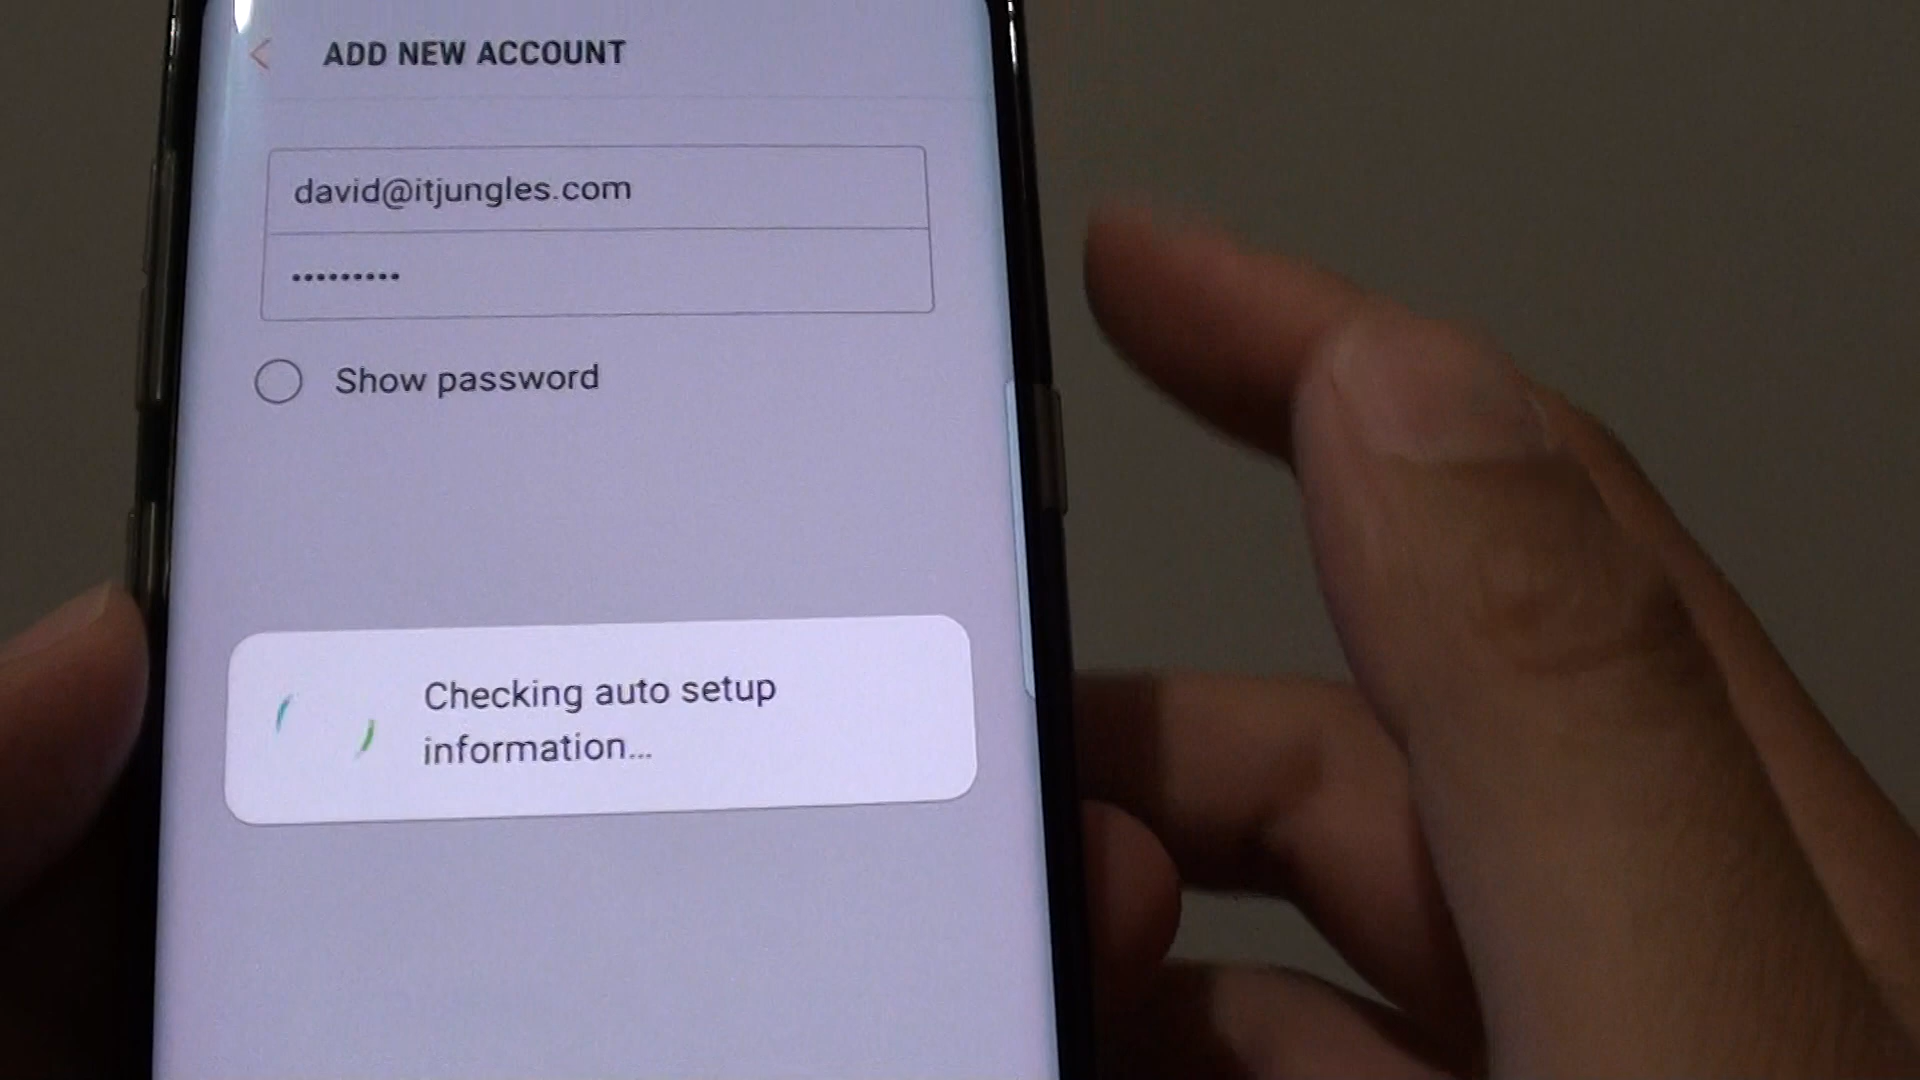 ADD NEW ACCOUNT
david@itjungles.com
••••••••••
Show password
Checking auto setup
information...